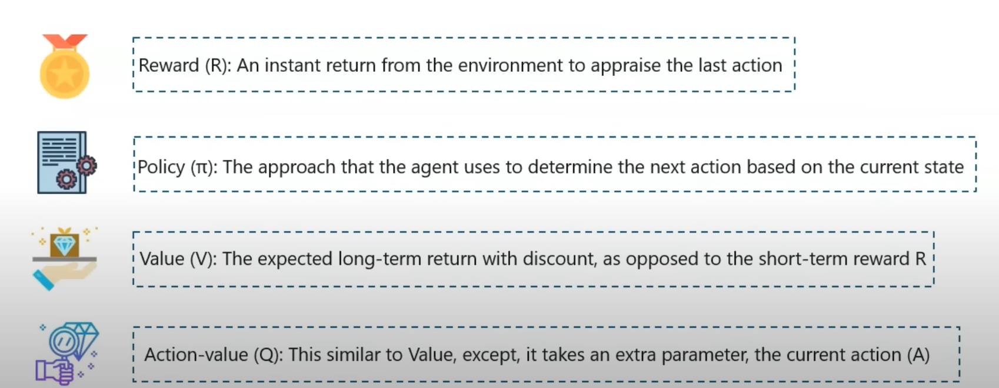 Reward (R): An instant return from the environment to appraise the last action
Policy (π): The approach that the agent uses to determine the next action based on the current state
Value (V): The expected long-term return with discount, as opposed to the short-term reward R
Action-value (Q): This similar to Value, except, it takes an extra parameter, the current action (A)